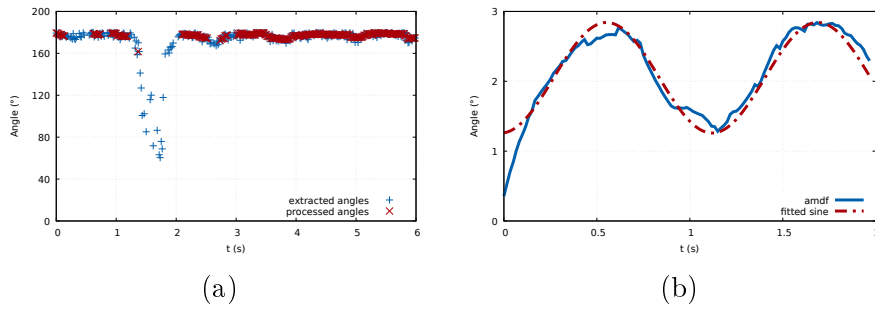 200
160
120
80
40
0
Angle (°)
0 1 2 3 4 5 6
t (s)
extracted angles
processed angles
(a)
3
2
1
0
Angle (°)
0 0.5 1 1.5 2
t (s)
amdf
fitted sine
(b)